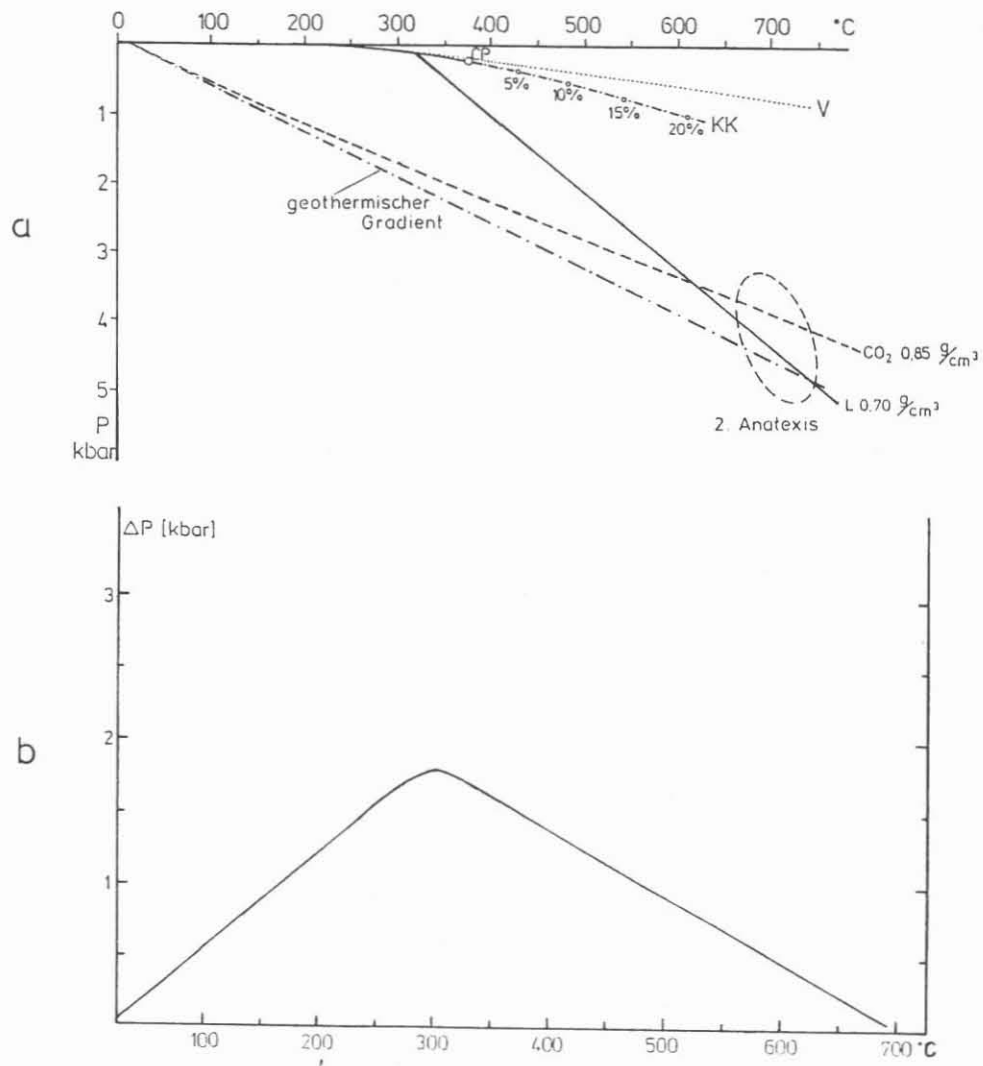 0 100 200 300 400 500 600 700 °C
CP
5%
10%
15%
20% KK
V
1
2
3
4
5
P
kbar
a
geothermischer
Gradient
CO₂ 0,85 g/cm³
L 0,70 g/cm³
2. Anatexis
b
ΔP [kbar]
3
2
1
100 200 300 400 500 600 700 °C